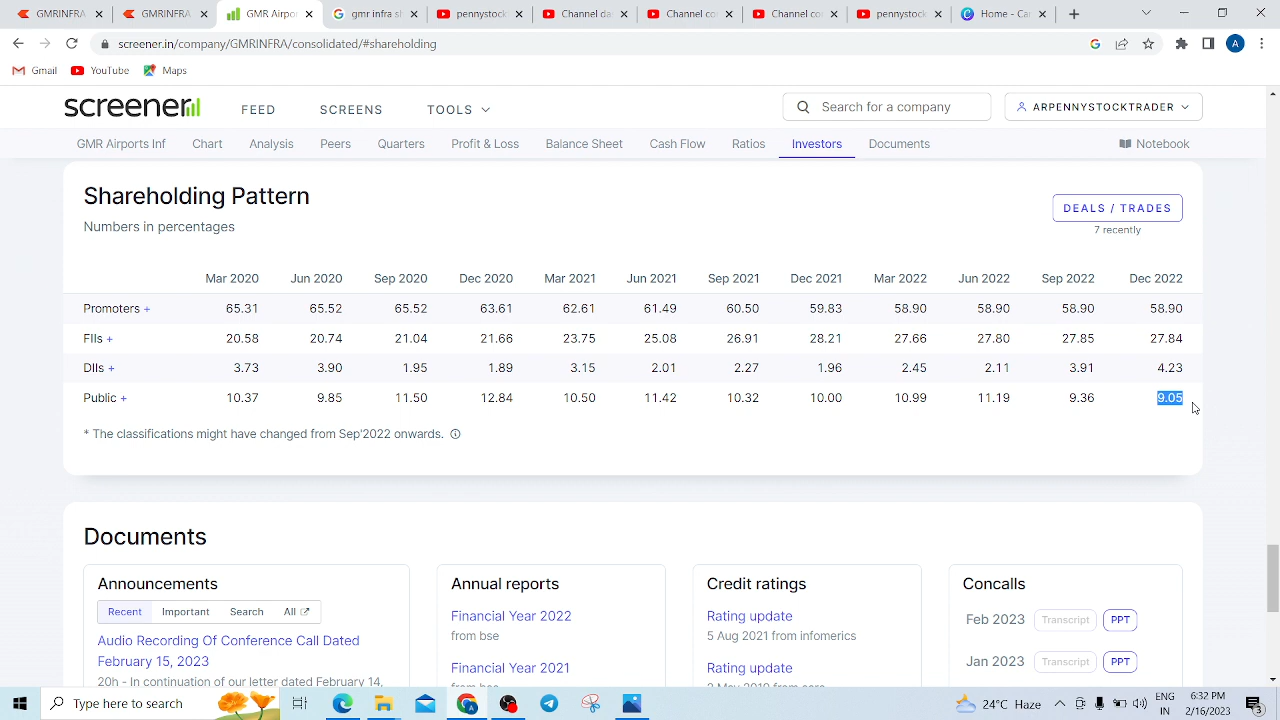 GMRINFRA
GMRINFRA
GMR Airpor
gmr infra s
pennystock
Channel da
Channel co
Channel co
pennystock
Home - Ca
screener.in/company/GMRINFRA/consolidated/#shareholding
A
Gmail YouTube Maps
screener FEED SCREENS TOOLS Search for a company ARPENNYSTOCKTRADER
GMR Airports Inf Chart Analysis Peers Quarters Profit & Loss Balance Sheet Cash Flow Ratios Investors Documents Notebook
Shareholding Pattern
Numbers in percentages
DEALS / TRADES
7 recently
Mar 2020 Jun 2020 Sep 2020 Dec 2020 Mar 2021 Jun 2021 Sep 2021 Dec 2021 Mar 2022 Jun 2022 Sep 2022 Dec 2022
Promoters + 65.31 65.52 65.52 63.61 62.61 61.49 60.50 59.83 58.90 58.90 58.90 58.90
FIIs + 20.58 20.74 21.04 21.66 23.75 25.08 26.91 28.21 27.66 27.80 27.85 27.84
DIIs + 3.73 3.90 1.95 1.89 3.15 2.01 2.27 1.96 2.45 2.11 3.91 4.23
Public + 10.37 9.85 11.50 12.84 10.50 11.42 10.32 10.00 10.99 11.19 9.36 9.05
* The classifications might have changed from Sep'2022 onwards.
Documents
Announcements
Recent Important Search All
Audio Recording Of Conference Call Dated
February 15, 2023
20h - In continuation of our letter dated February 14,
Annual reports
Financial Year 2022
from bse
Financial Year 2021
Credit ratings
Rating update
5 Aug 2021 from infomerics
Rating update
Concalls
Feb 2023 Transcript PPT
Jan 2023 Transcript PPT
Type here to search
24°C Haze
ENG
IN
6:32 PM
2/16/2023
3